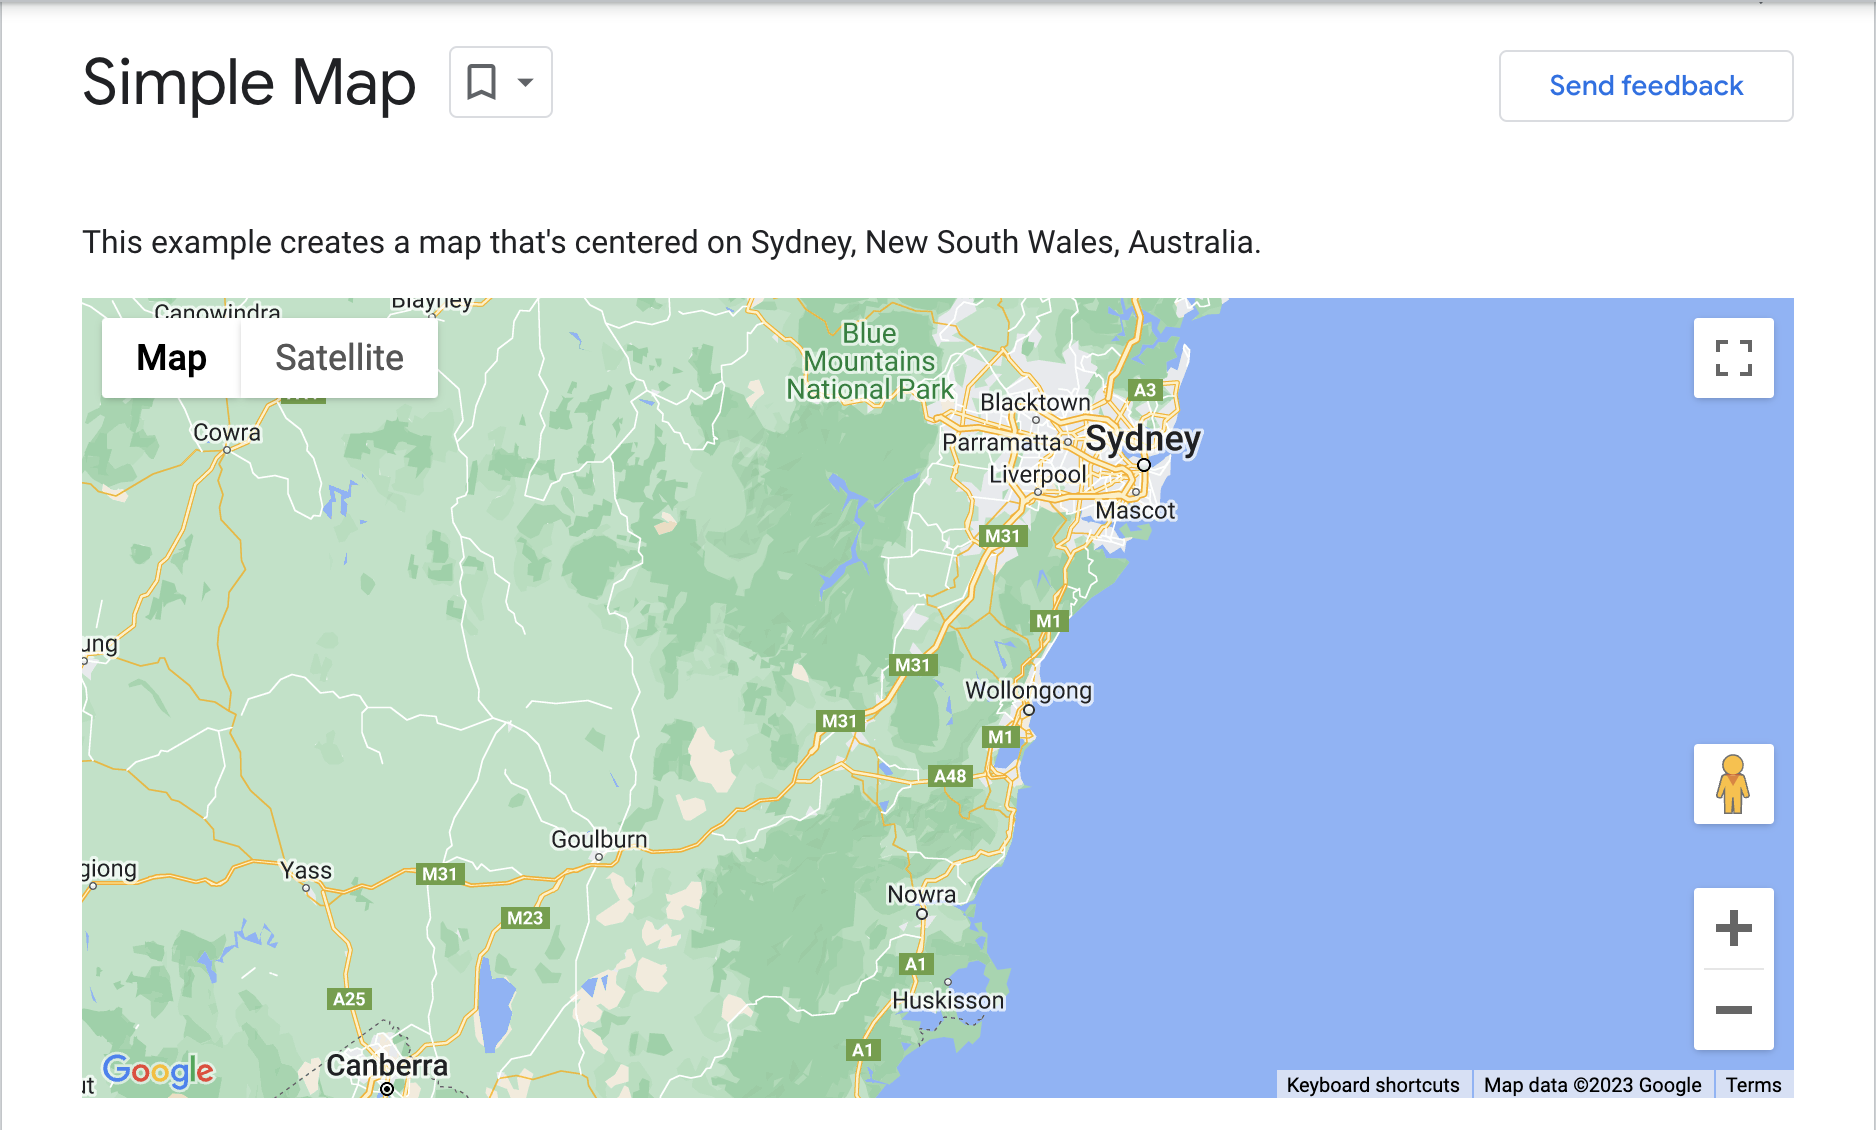 Simple Map
Send feedback
This example creates a map that's centered on Sydney, New South Wales, Australia.
Canowindra
Blayney
Map
Satellite
Blue
Mountains
National Park
A3
Blacktown
Cowra
Parramatta
Sydney
Liverpool
Mascot
M31
M1
ung
M31
Wollongong
M31
M1
A48
Goulburn
giong
Yass
M31
Nowra
M23
A1
Huskisson
A25
A1
Canberra
Google
ut
Keyboard shortcuts
Map data ©2023 Google
Terms